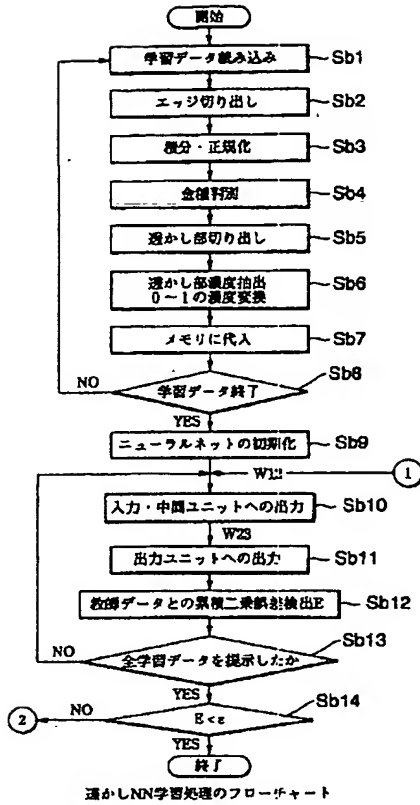 開始
学習データ読み込み
Sb1
エッジ切り出し
Sb2
積分・正規化
Sb3
金種判別
Sb4
透かし部切り出し
Sb5
透かし部濃度抽出
0〜1の濃度変換
Sb6
メモリに代入
Sb7
学習データ終了
Sb8
NO
YES
ニューラルネットの初期化
Sb9
W12
1
入力・中間ユニットへの出力
Sb10
W23
出力ユニットへの出力
Sb11
教師データとの累積二乗誤差検出E
Sb12
全学習データを提示したか
Sb13
NO
YES
E<ε
Sb14
NO
2
YES
終了
透かしNN学習処理のフローチャート